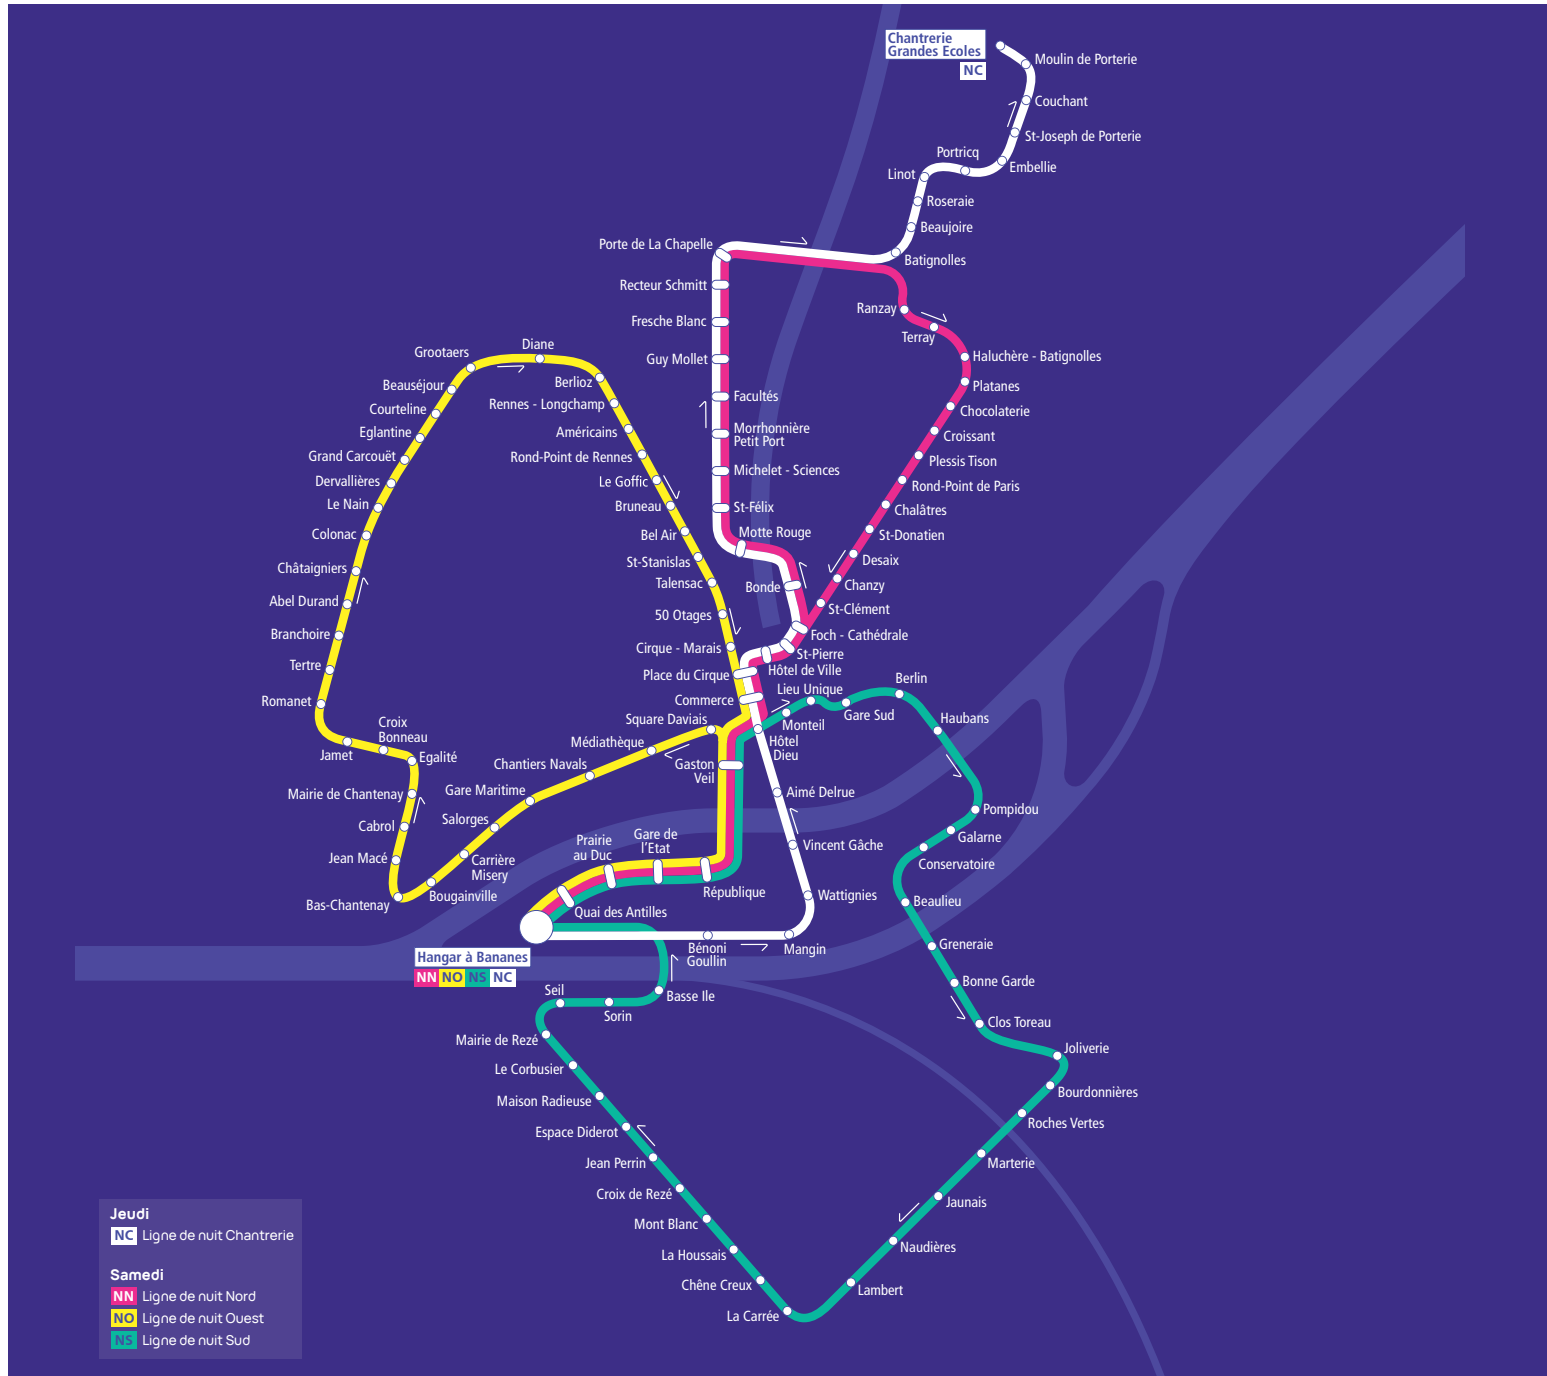 Chantrerie
Grandes Ecoles
NC
Moulin de Porterie
Couchant
St-Joseph de Porterie
Portricq
Embellie
Linot
Roseraie
Beaujoire
Batignolles
Porte de La Chapelle
Recteur Schmitt
Fresche Blanc
Guy Mollet
Facultés
Morrhonnière
Petit Port
Michelet - Sciences
St-Félix
Motte Rouge
Bonde
Ranzay
Terray
Haluchère - Batignolles
Platanes
Chocolaterie
Croissant
Plessis Tison
Rond-Point de Paris
Chalâtres
St-Donatien
Desaix
Chanzy
St-Clément
Foch - Cathédrale
St-Pierre
Hôtel de Ville
Place du Cirque
Commerce
Diane
Grootaers
Beauséjour
Courteline
Eglantine
Grand Carcouët
Dervallières
Le Nain
Colonac
Châtaigniers
Abel Durand
Branchoire
Tertre
Romanet
Jamet
Croix
Bonneau
Egalité
Mairie de Chantenay
Cabrol
Jean Macé
Bas-Chantenay
Bougainville
Carrière
Misery
Salorges
Gare Maritime
Chantiers Navals
Médiathèque
Square Daviais
Berlioz
Rennes - Longchamp
Américains
Rond-Point de Rennes
Le Goffic
Bruneau
Bel Air
St-Stanislas
Talensac
50 Otages
Cirque - Marais
Lieu Unique
Monteil
Gare Sud
Berlin
Haubans
Hôtel
Dieu
Gaston
Veil
Aimé Delrue
Vincent Gâche
Wattignies
Mangin
Bénoni
Goullin
Prairie
au Duc
Gare de
l'Etat
République
Quai des Antilles
Hangar à Bananes
NN NO NS NC
Pompidou
Galarne
Conservatoire
Beaulieu
Greneraie
Bonne Garde
Clos Toreau
Joliverie
Bourdonnières
Roches Vertes
Marterie
Jaunais
Naudières
Lambert
La Carrée
Chêne Creux
La Houssais
Mont Blanc
Croix de Rezé
Jean Perrin
Espace Diderot
Maison Radieuse
Le Corbusier
Mairie de Rezé
Seil
Sorin
Basse Ile
Jeudi
NC Ligne de nuit Chantrerie
Samedi
NN Ligne de nuit Nord
NO Ligne de nuit Ouest
NS Ligne de nuit Sud